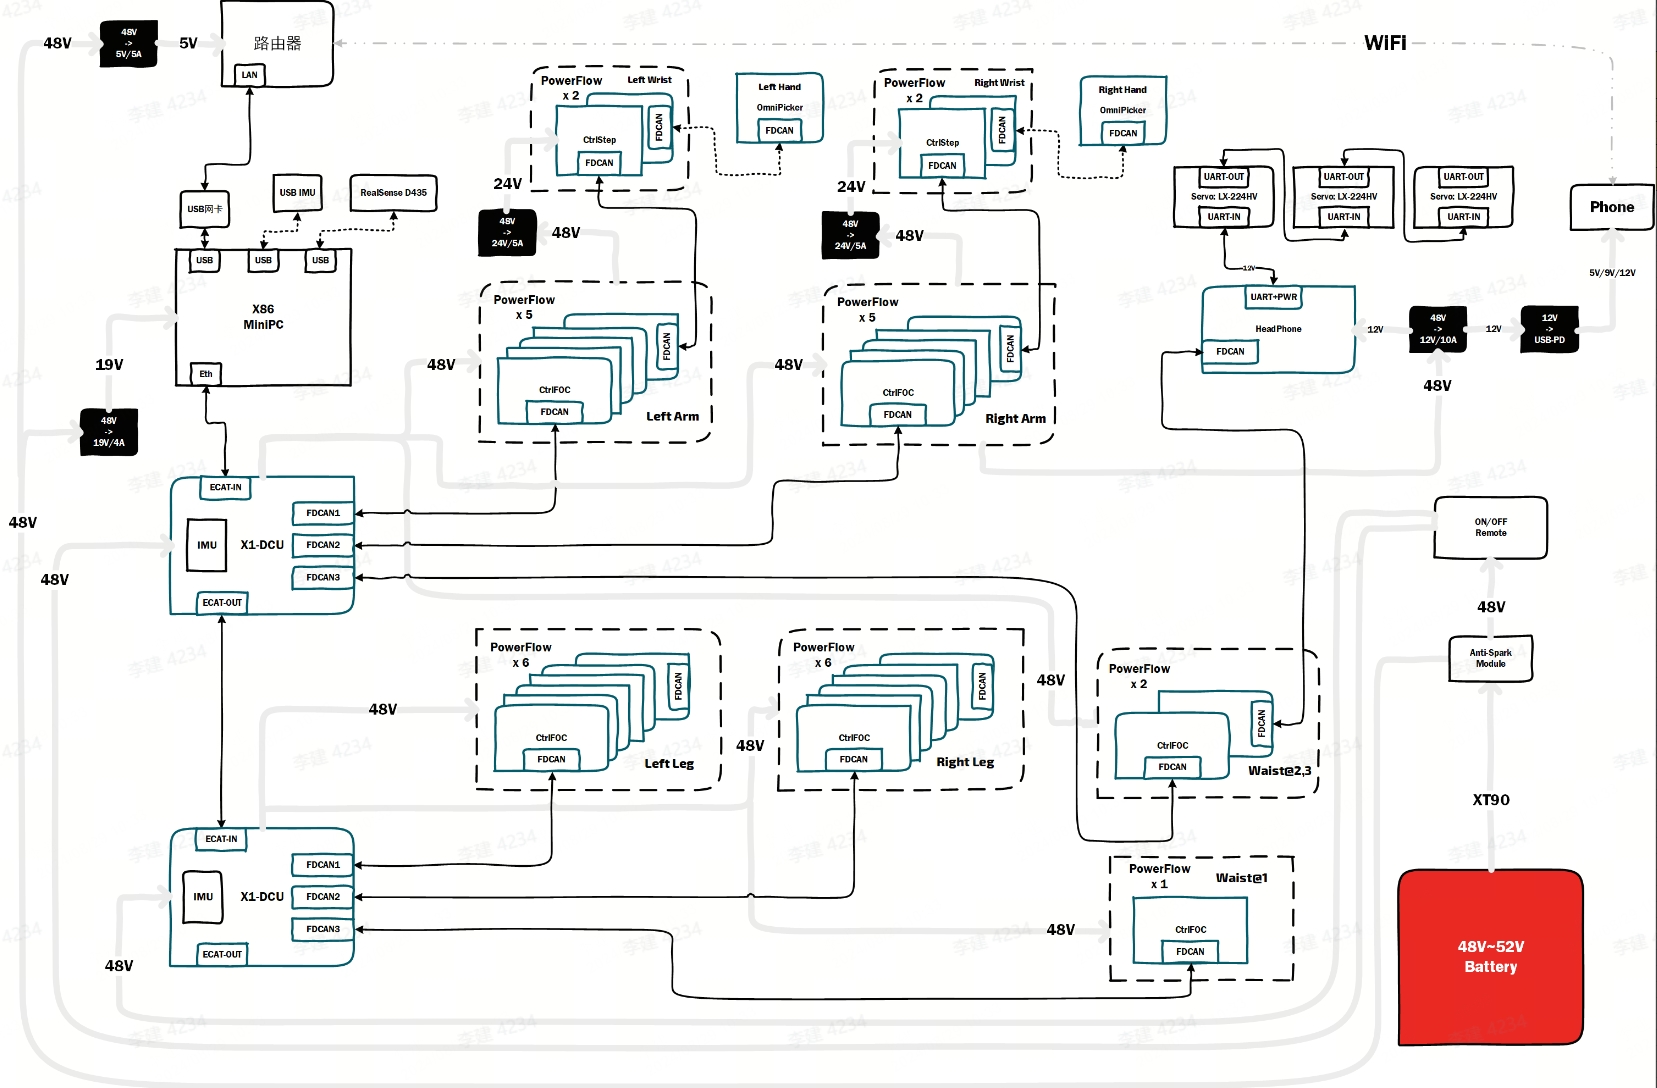 48V
48V
->
5V/5A
5V
路由器
LAN
WiFi
PowerFlow
x 2
Left Wrist
CtrlStep
FDCAN
FDCAN
Left Hand
OmniPicker
FDCAN
PowerFlow
x 2
Right Wrist
CtrlStep
FDCAN
FDCAN
Right Hand
OmniPicker
FDCAN
USB网卡
USB IMU
RealSense D435
24V
48V
->
24V/5A
48V
24V
48V
->
24V/5A
48V
UART-OUT
Servo: LX-224HV
UART-IN
UART-OUT
Servo: LX-224HV
UART-IN
UART-OUT
Servo: LX-224HV
UART-IN
Phone
5V/9V/12V
USB
USB
USB
X86
MiniPC
Eth
19V
48V
->
19V/4A
PowerFlow
x 5
CtrlFOC
FDCAN
FDCAN
Left Arm
48V
PowerFlow
x 5
CtrlFOC
FDCAN
FDCAN
Right Arm
48V
12V
UART+PWR
HeadPhone
FDCAN
12V
48V
->
12V/10A
12V
12V
->
USB-PD
48V
ECAT-IN
IMU
X1-DCU
FDCAN1
FDCAN2
FDCAN3
ECAT-OUT
48V
48V
ON/OFF
Remote
48V
Anti-Spark
Module
XT90
48V~52V
Battery
PowerFlow
x 6
CtrlFOC
FDCAN
FDCAN
Left Leg
48V
PowerFlow
x 6
CtrlFOC
FDCAN
FDCAN
Right Leg
48V
48V
PowerFlow
x 2
CtrlFOC
FDCAN
FDCAN
Waist@2,3
ECAT-IN
IMU
X1-DCU
FDCAN1
FDCAN2
FDCAN3
ECAT-OUT
48V
PowerFlow
x 1
Waist@1
CtrlFOC
FDCAN
48V
李建 4234